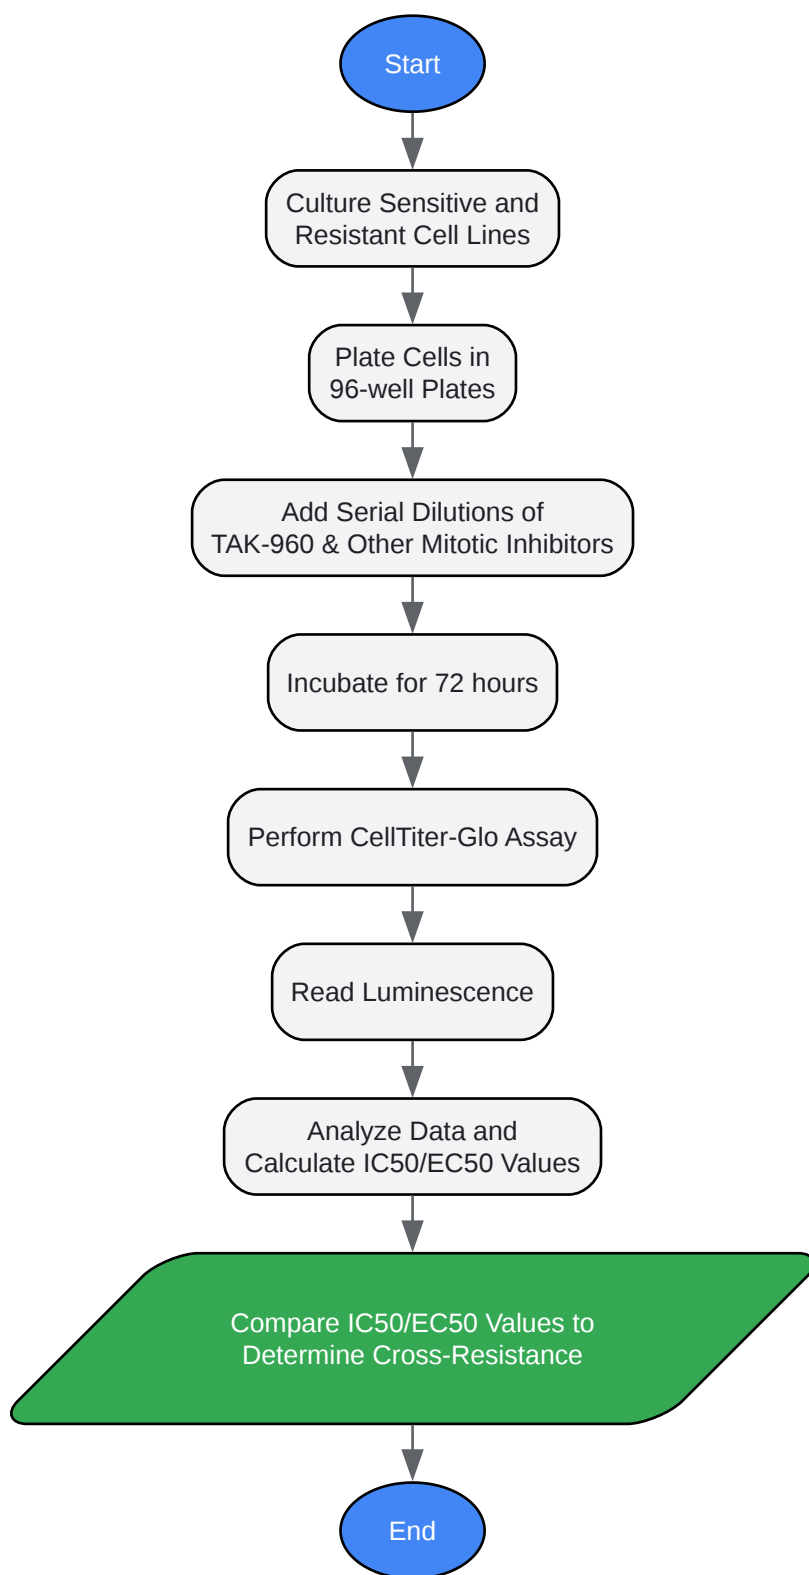 Start
Culture Sensitive and
Resistant Cell Lines
Plate Cells in
96-well Plates
Add Serial Dilutions of
TAK-960 & Other Mitotic Inhibitors
Incubate for 72 hours
Perform CellTiter-Glo Assay
Read Luminescence
Analyze Data and
Calculate IC50/EC50 Values
Compare IC50/EC50 Values to
Determine Cross-Resistance
End